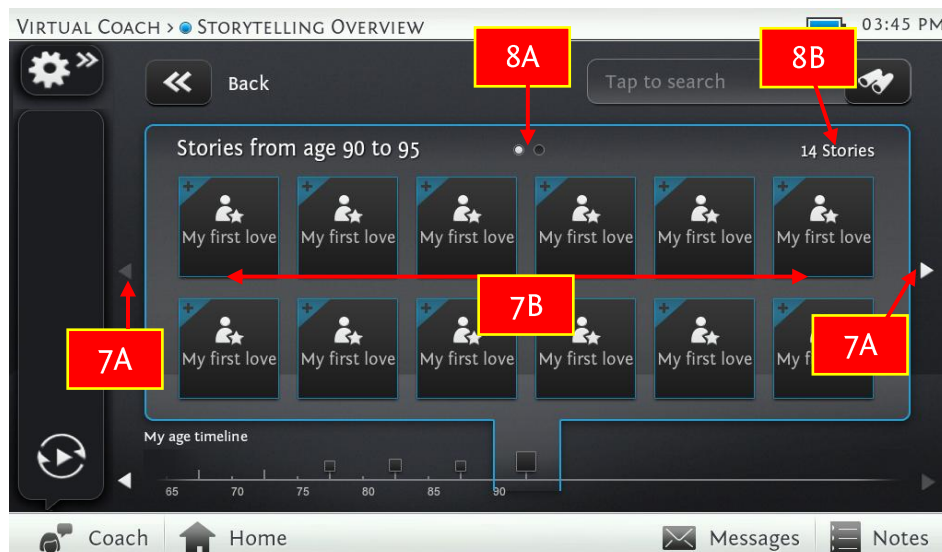 VIRTUAL COACH > STORYTELLING OVERVIEW 03:45 PM
8A
8B
Back
Tap to search
Stories from age 90 to 95
14 Stories
My first love My first love My first love My first love My first love My first love
7B
7A
7A
My first love My first love My first love My first love My first love My f
My age timeline
65 70 75 80 85 90
Coach Home Messages Notes